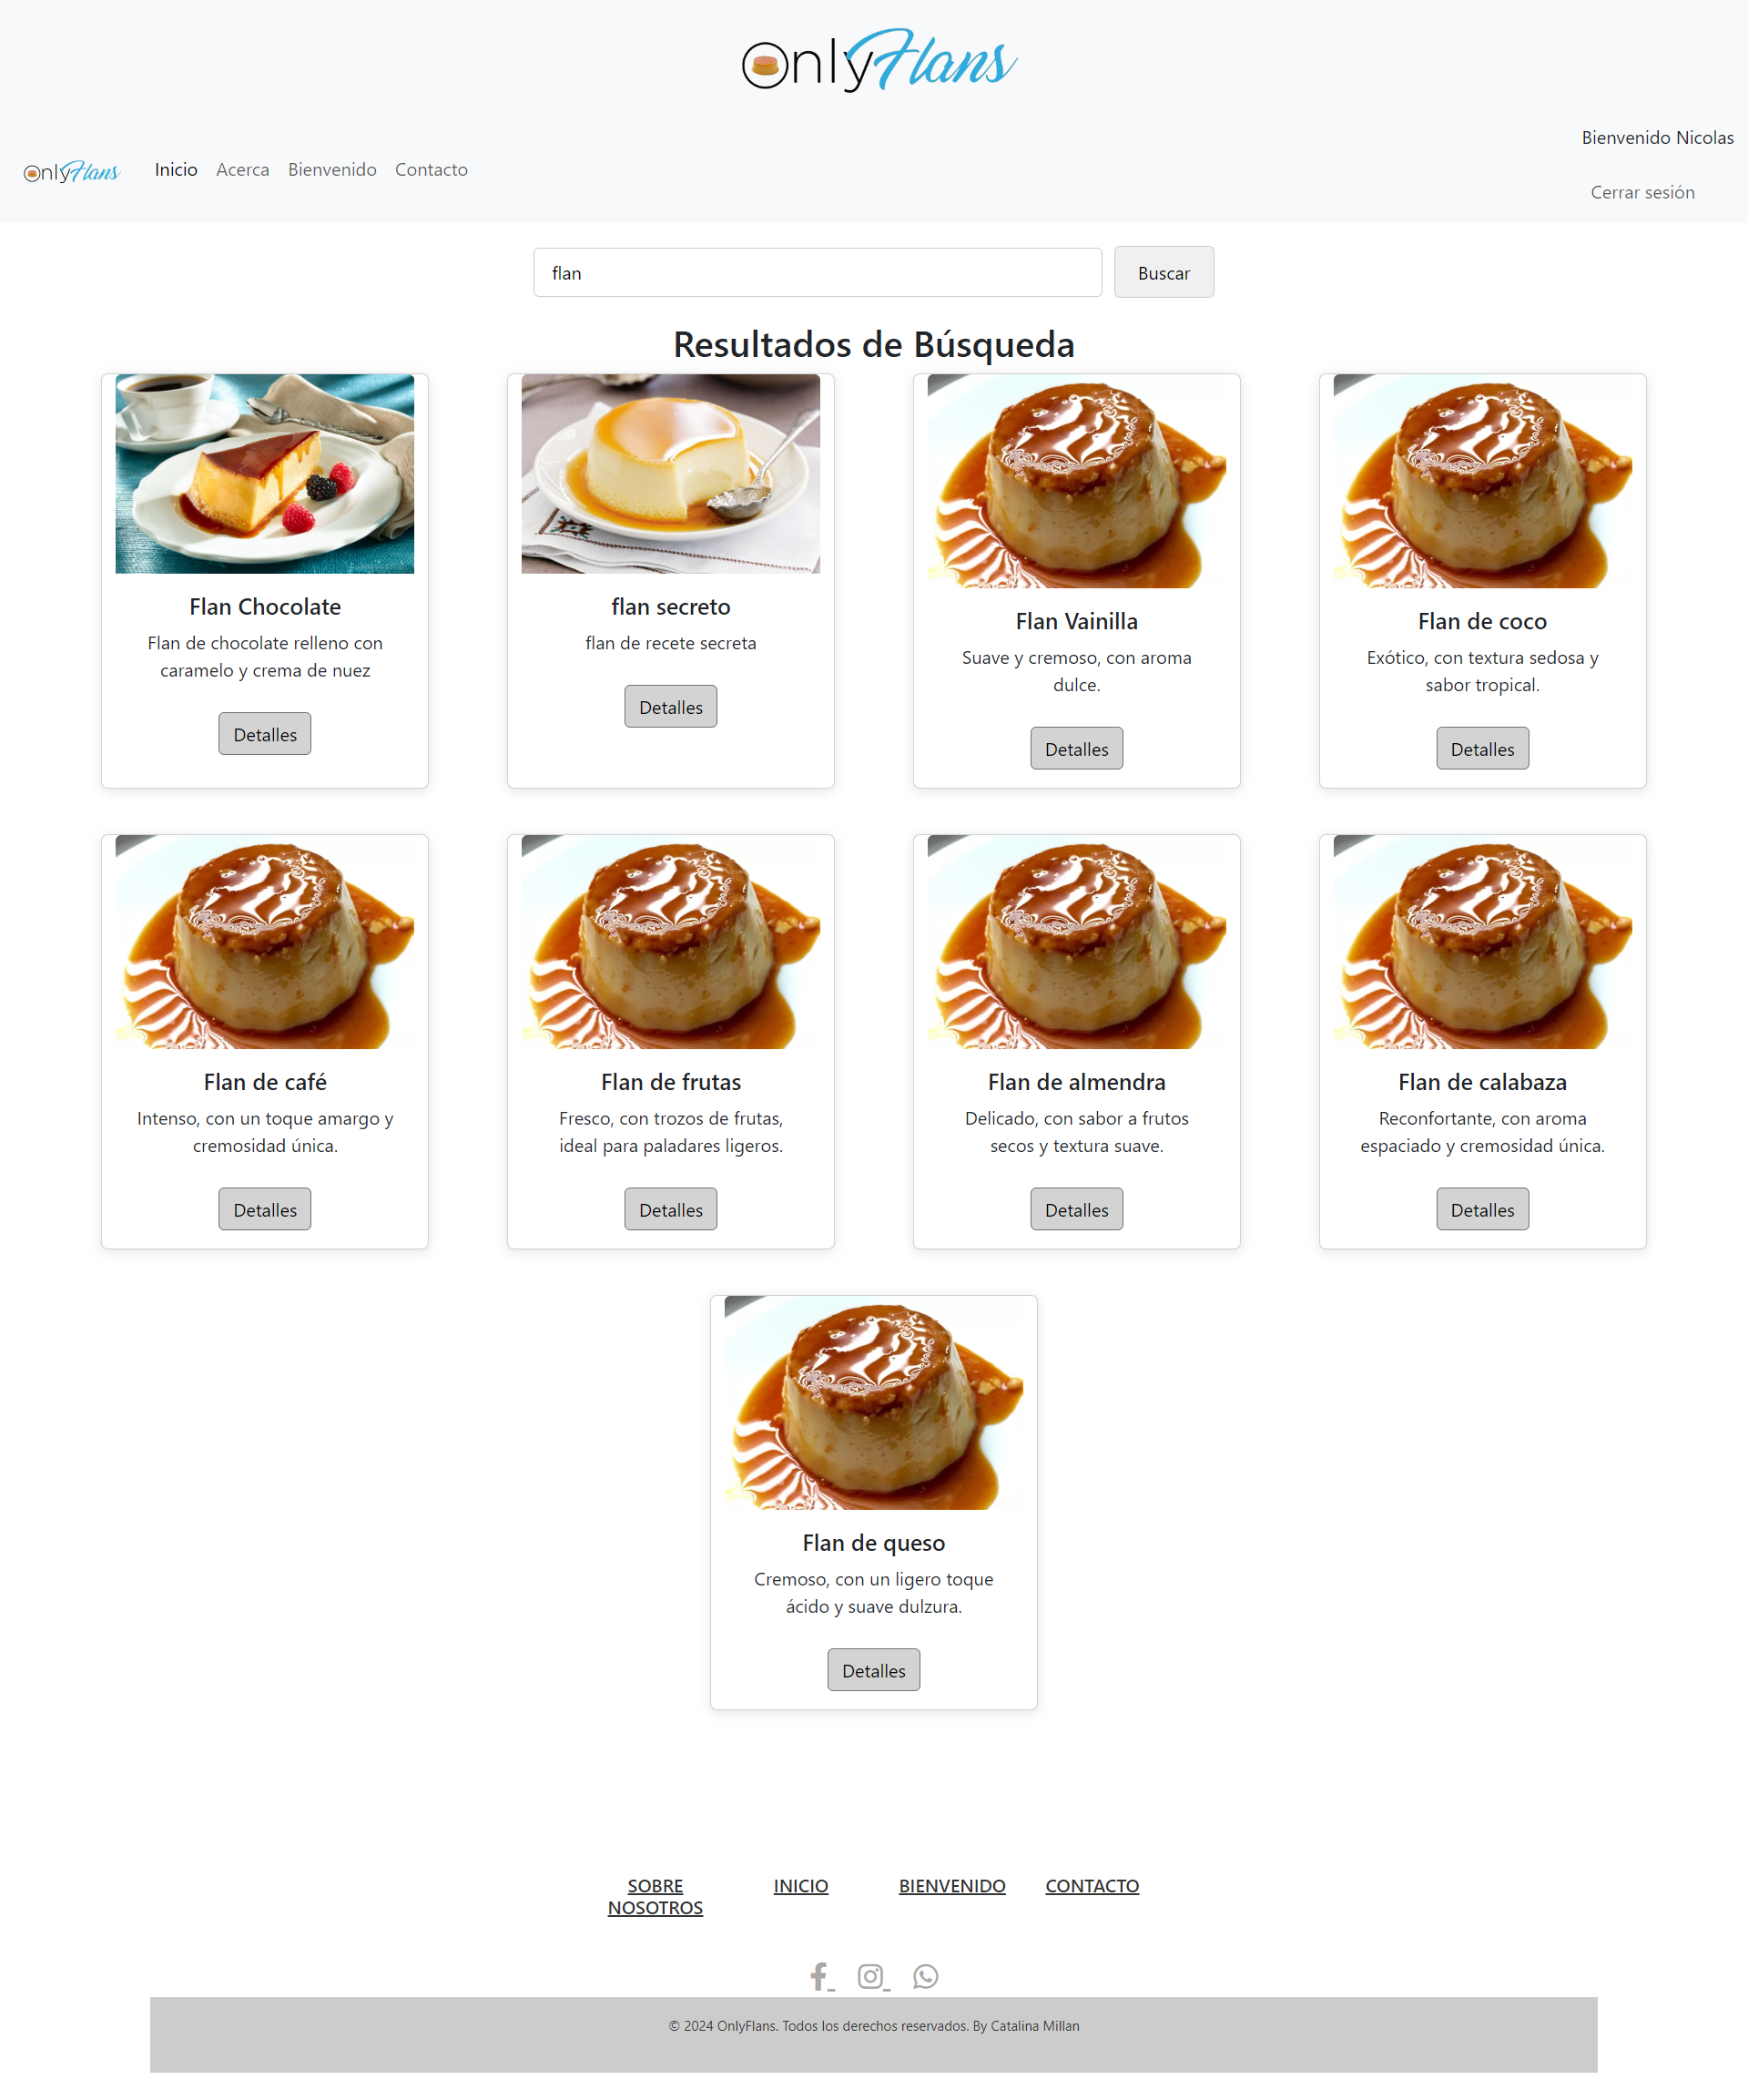 OnlyFlans
Bienvenido Nicolas
OnlyFlans
Inicio Acerca Bienvenido Contacto
Cerrar sesión
flan
Buscar
Resultados de Búsqueda
Flan Chocolate
Flan de chocolate relleno con
caramelo y crema de nuez
Detalles
flan secreto
flan de recete secreta
Detalles
Flan Vainilla
Suave y cremoso, con aroma
dulce.
Detalles
Flan de coco
Exótico, con textura sedosa y
sabor tropical.
Detalles
Flan de café
Intenso, con un toque amargo y
cremosidad única.
Detalles
Flan de frutas
Fresco, con trozos de frutas,
ideal para paladares ligeros.
Detalles
Flan de almendra
Delicado, con sabor a frutos
secos y textura suave.
Detalles
Flan de calabaza
Reconfortante, con aroma
espaciado y cremosidad única.
Detalles
Flan de queso
Cremoso, con un ligero toque
ácido y suave dulzura.
Detalles
SOBRE
NOSOTROS
INICIO
BIENVENIDO
CONTACTO
© 2024 OnlyFlans. Todos los derechos reservados. By Catalina Millan